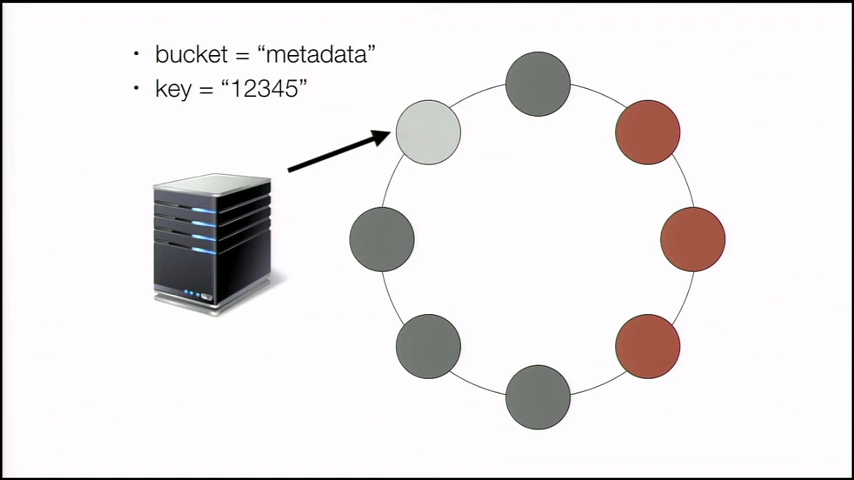 • bucket = “metadata”
• key = “12345”